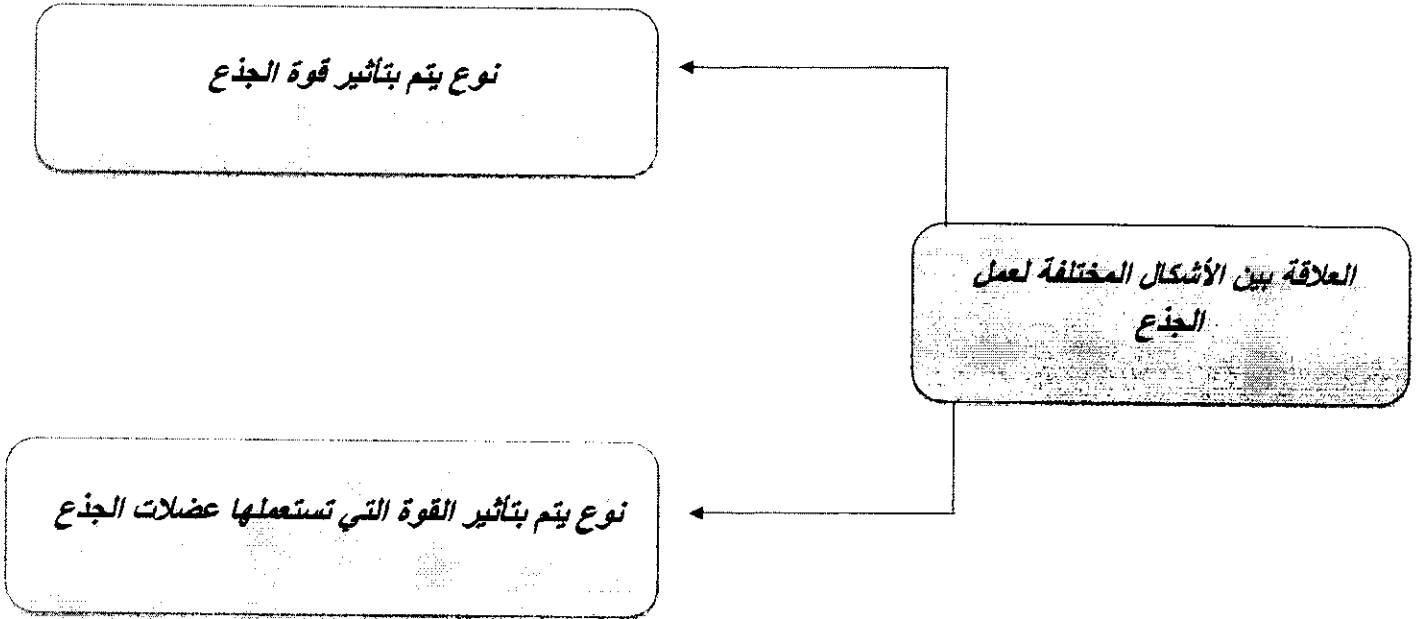 نوع يتم بتأثير قوة الجذع
العلاقة بين الأشكال المختلفة لعمل
الجذع
نوع يتم بتأثير القوة التي تستعملها عضلات الجذع